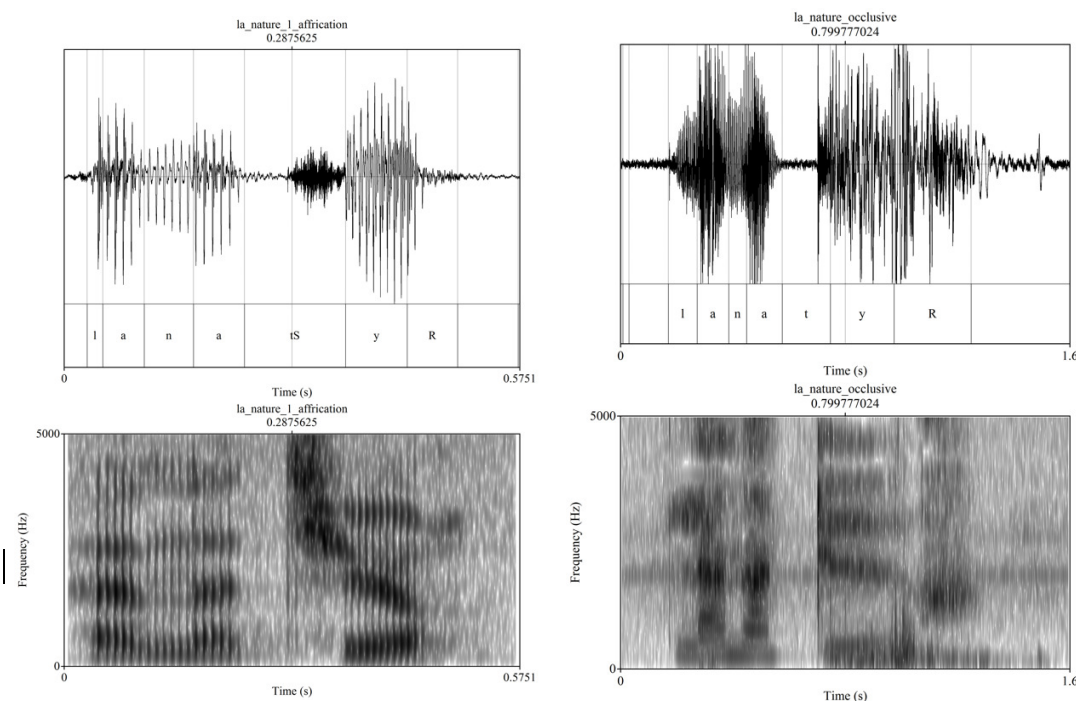 la_nature_1_affrication
0.2875625
l a n a tS y R
0 0.5751
Time (s)
la_nature_1_affrication
0.2875625
5000
Frequency (Hz)
0
0 0.5751
Time (s)
la_nature_occlusive
0.799777024
l a n a t y R
0 1.6
Time (s)
la_nature_occlusive
0.799777024
5000
Frequency (Hz)
0
0 1.6
Time (s)